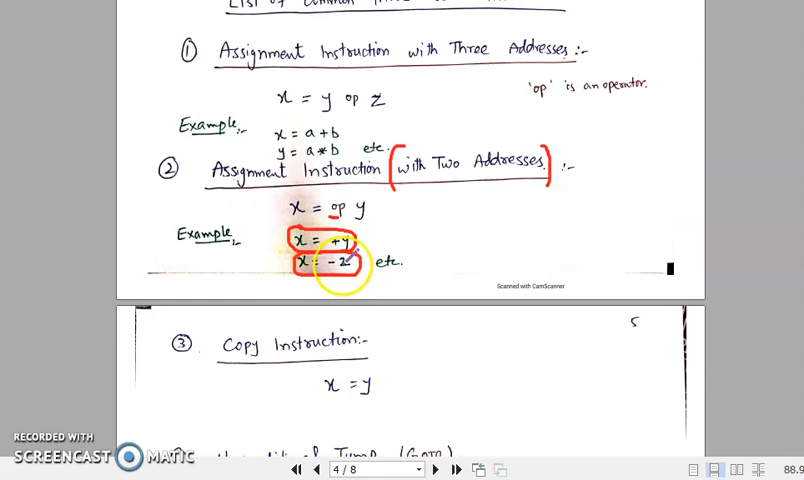 List of Common
① Assignment Instruction with Three Addresses:-
x = y op z
'op' is an operator.
Example:-
x = a + b
y = a * b etc.
② Assignment Instruction (with Two Addresses) :-
x = op y
Example:-
x = +y
x = -z etc.
Scanned with CamScanner
5
③ Copy Instruction:-
x = y
Jump (GOTO)
RECORDED WITH
SCREENCAST MATIC
4 / 8
88.9